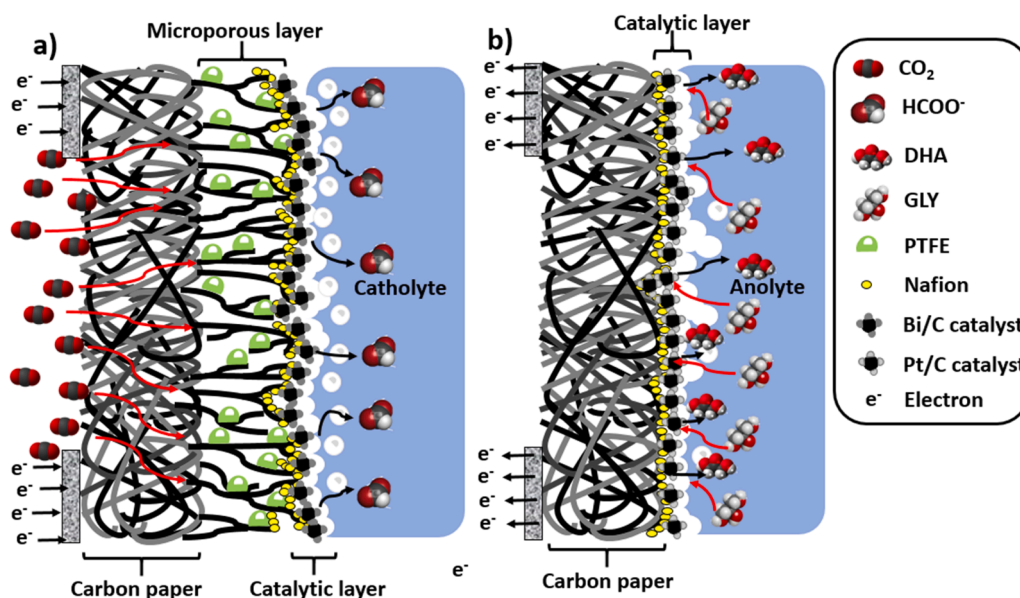 a)
Microporous layer
e-
e-
e-
Catholyte
e-
e-
e-
e-
Carbon paper
Catalytic layer
e-
b)
Catalytic layer
e-
e-
e-
e-
Anolyte
e-
e-
e-
e-
Carbon paper
CO2
HCOO-
DHA
GLY
PTFE
Nafion
Bi/C catalyst
Pt/C catalyst
e- Electron